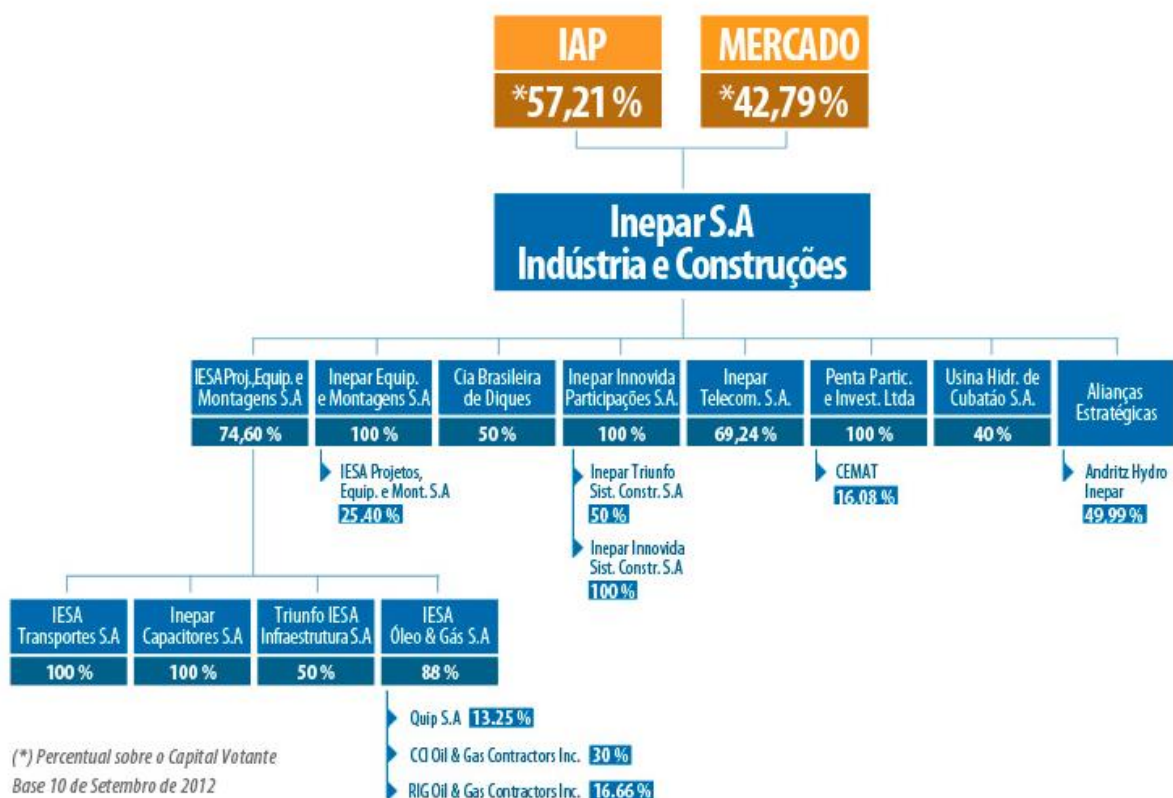 IAP
*57,21 %
MERCADO
*42,79%
Inepar S.A
Indústria e Construções
IESA Proj.,Equip. e
Montagens S.A
74,60 %
Inepar Equip.
e Montagens S.A
100 %
Cia Brasileira
de Diques
50 %
Inepar Innovida
Participações S.A.
100 %
Inepar
Telecom. S.A.
69,24 %
Penta Partic.
e Invest. Ltda
100 %
Usina Hidr. de
Cubatão S.A.
40 %
Alianças
Estratégicas
IESA Projetos,
Equip. e Mont. S.A
25.40 %
Inepar Triunfo
Sist. Constr. S.A
50 %
Inepar Innovida
Sist. Constr. S.A
100 %
CEMAT
16.08 %
Andritz Hydro
Inepar
49,99 %
IESA
Transportes S.A
100 %
Inepar
Capacitores S.A
100 %
Triunfo IESA
Infraestrutura S.A
50 %
IESA
Óleo & Gás S.A
88 %
Quip S.A 13.25 %
CCI Oil & Gas Contractors Inc. 30 %
RIG Oil & Gas Contractors Inc. 16.66 %
(*) Percentual sobre o Capital Votante
Base 10 de Setembro de 2012